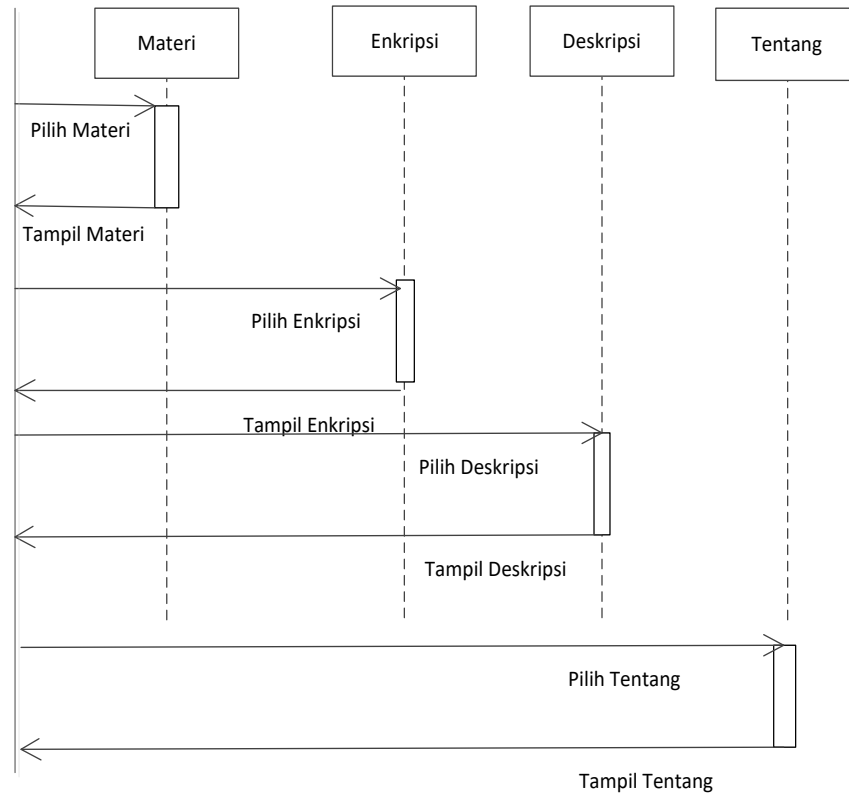 Materi
Enkripsi
Deskripsi
Tentang
Pilih Materi
Tampil Materi
Pilih Enkripsi
Tampil Enkripsi
Pilih Deskripsi
Tampil Deskripsi
Pilih Tentang
Tampil Tentang